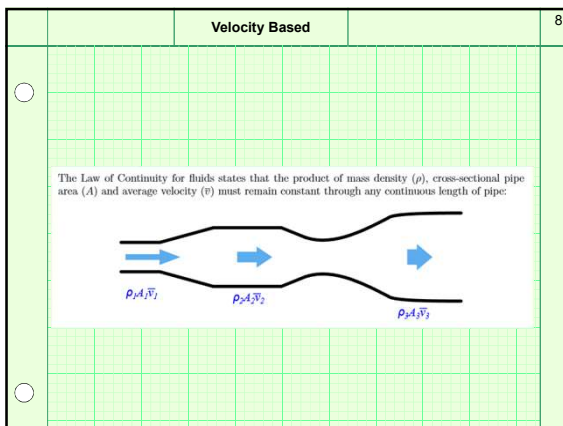 Velocity Based
8
The Law of Continuity for fluids states that the product of mass density (ρ), cross-sectional pipe
area (A) and average velocity (v̅) must remain constant through any continuous length of pipe:
ρ₁A₁v̅₁
ρ₂A₂v̅₂
ρ₃A₃v̅₃